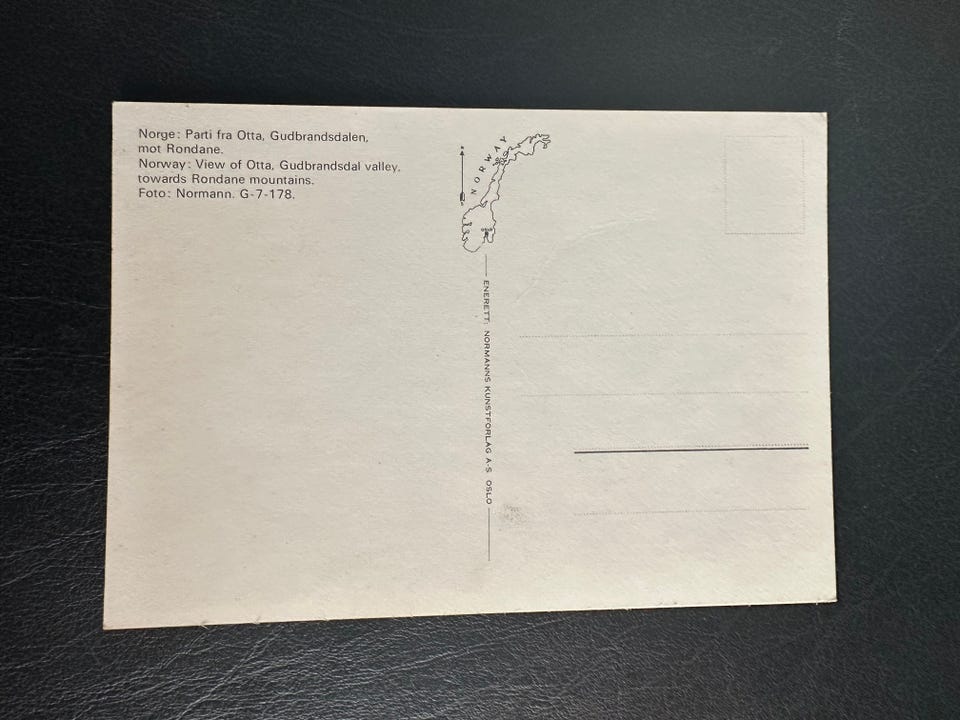 Norge: Parti fra Otta, Gudbrandsdalen,
mot Rondane.
Norway: View of Otta, Gudbrandsdal valley,
towards Rondane mountains.
Foto: Normann. G-7-178.
NORWAY
ENERETT: NORMANNS KUNSTFORLAG A-S OSLO